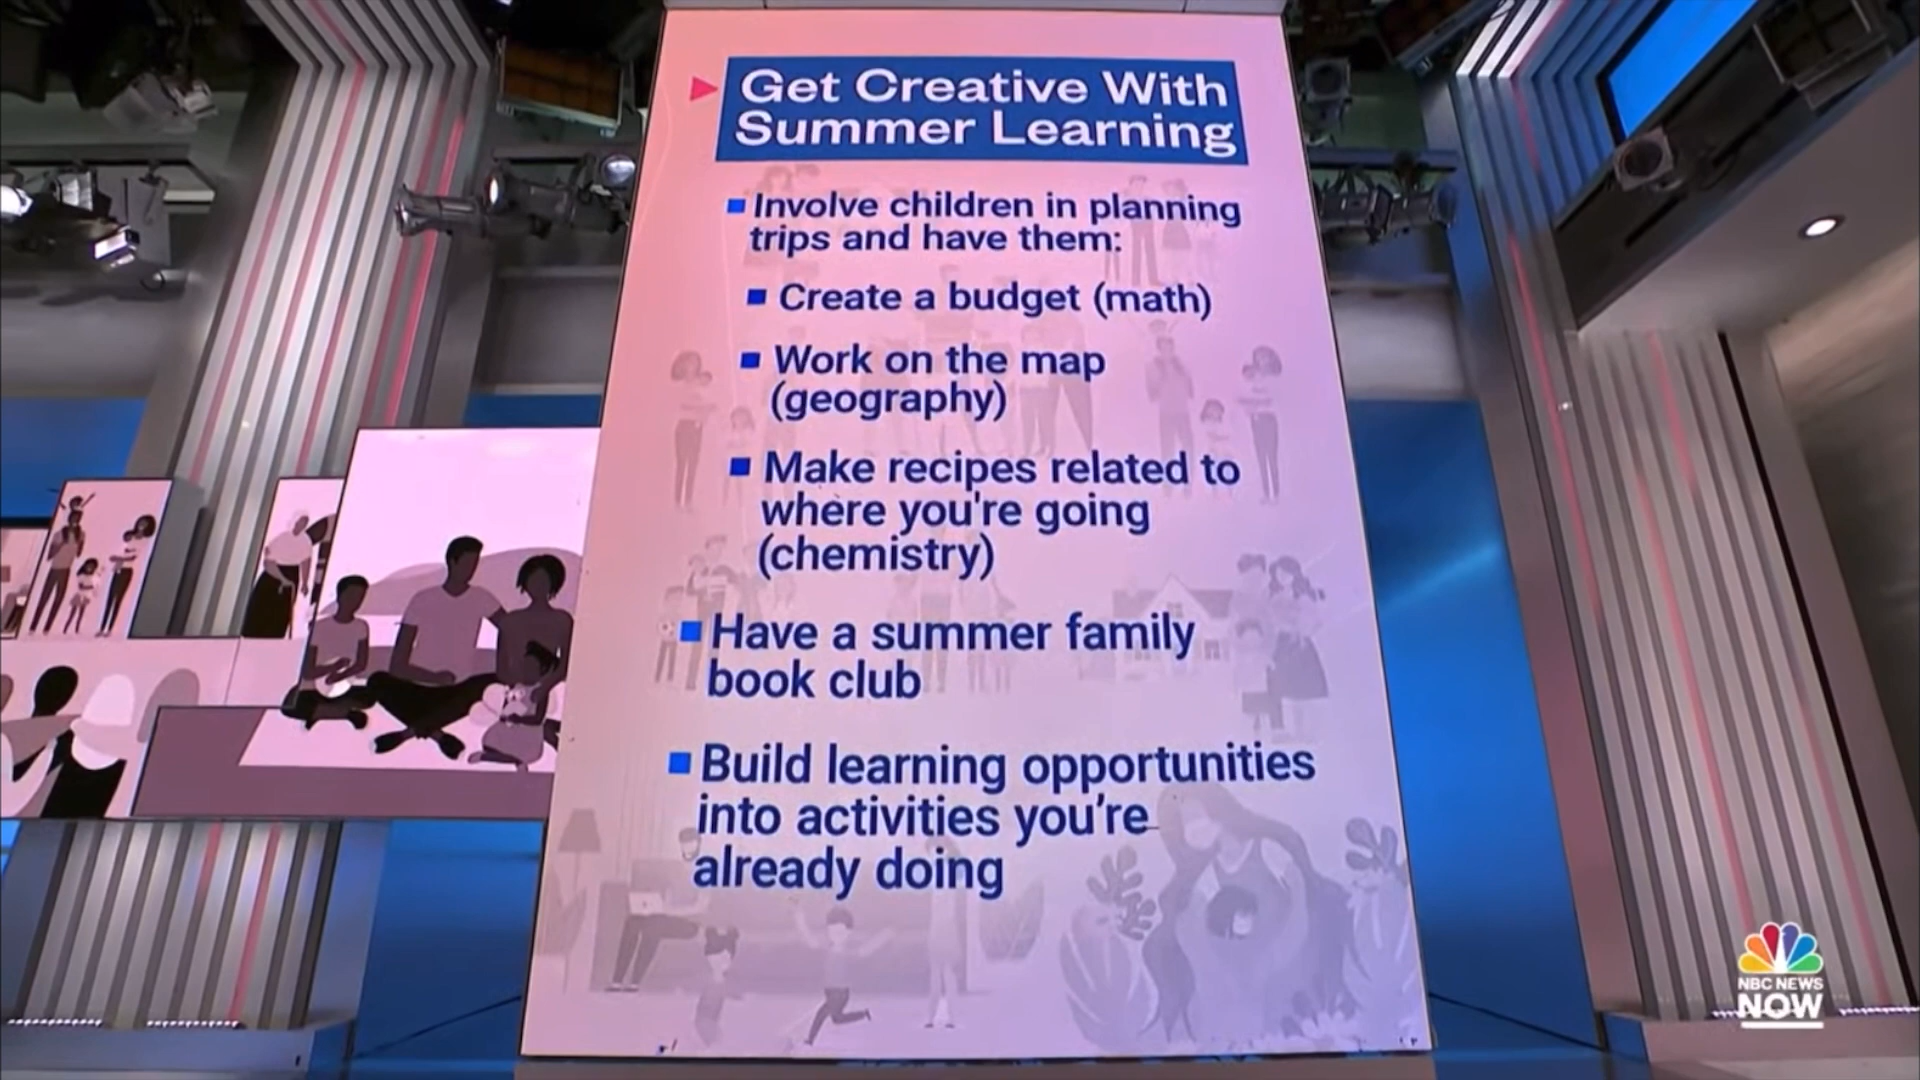 Get Creative With
Summer Learning
Involve children in planning
trips and have them:
Create a budget (math)
Work on the map
(geography)
Make recipes related to
where you're going
(chemistry)
Have a summer family
book club
Build learning opportunities
into activities you're
already doing
NBC NEWS
NOW